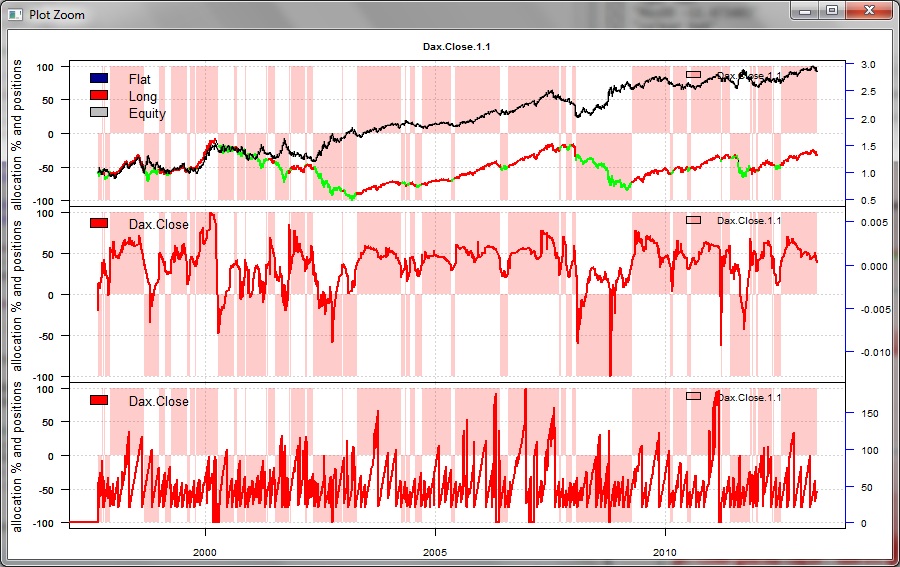 Plot Zoom
Dax.Close.1.1
allocation % and positions
100
50
0
-50
-100
Flat
Long
Equity
Dax.Close.1.1
3.0
2.5
2.0
1.5
1.0
0.5
allocation % and positions
100
50
0
-50
-100
Dax.Close
Dax.Close.1.1
0.005
0.000
-0.005
-0.010
allocation % and positions
100
50
0
-50
-100
Dax.Close
Dax.Close.1.1
150
100
50
0
2000
2005
2010